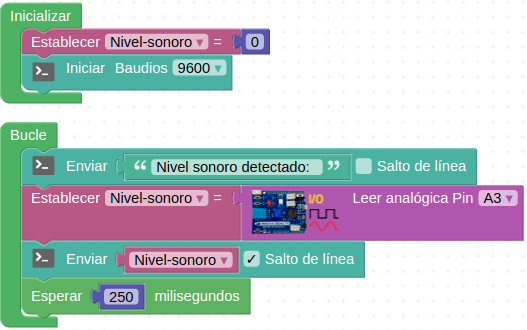 Inicializar
Establecer Nivel-sonoro = 0
Iniciar Baudios 9600
Bucle
Enviar “ Nivel sonoro detectado: ” Salto de línea
Establecer Nivel-sonoro = I/O Leer analógica Pin A3
Enviar Nivel-sonoro ✓ Salto de línea
Esperar 250 milisegundos